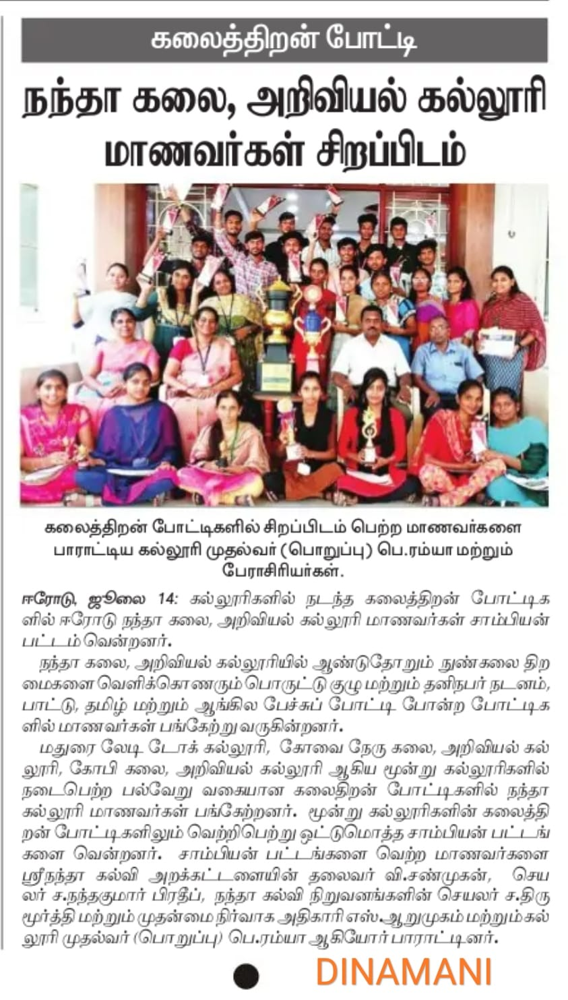 கலைத்திறன் போட்டி
நந்தா கலை, அறிவியல் கல்லூரி
மாணவர்கள் சிறப்பிடம்
கலைத்திறன் போட்டிகளில் சிறப்பிடம் பெற்ற மாணவர்களை
பாராட்டிய கல்லூரி முதல்வர் (பொறுப்பு) பெ.ரம்யா மற்றும்
பேராசிரியர்கள்.
ஈரோடு, ஜூலை 14: கல்லூரிகளில் நடந்த கலைத்திறன் போட்டிக
ளில் ஈரோடு நந்தா கலை, அறிவியல் கல்லூரி மாணவர்கள் சாம்பியன்
பட்டம் வென்றனர்.
நந்தா கலை, அறிவியல் கல்லூரியில் ஆண்டுதோறும் நுண்கலை திற
மைகளை வெளிக்கொணரும் பொருட்டு குழு மற்றும் தனிநபர் நடனம்,
பாட்டு, தமிழ் மற்றும் ஆங்கில பேச்சுப் போட்டி போன்ற போட்டிக
ளில் மாணவர்கள் பங்கேற்று வருகின்றனர்.
மதுரை லேடி டோக் கல்லூரி, கோவை நேரு கலை, அறிவியல் கல்
லூரி, கோபி கலை, அறிவியல் கல்லூரி ஆகிய மூன்று கல்லூரிகளில்
நடைபெற்ற பல்வேறு வகையான கலைதிறன் போட்டிகளில் நந்தா
கல்லூரி மாணவர்கள் பங்கேற்றனர். மூன்று கல்லூரிகளின் கலைத்தி
றன் போட்டிகளிலும் வெற்றிபெற்று ஒட்டுமொத்த சாம்பியன் பட்டங்
களை வென்றனர். சாம்பியன் பட்டங்களை வெற்ற மாணவர்களை
ஸ்ரீநந்தா கல்வி அறக்கட்டளையின் தலைவர் வி.சண்முகன், செய
லர் ச.நந்தகுமார் பிரதீப், நந்தா கல்வி நிறுவனங்களின் செயலர் ச.திரு
மூர்த்தி மற்றும் முதன்மை நிர்வாக அதிகாரி எஸ்.ஆறுமுகம் மற்றும் கல்
லூரி முதல்வர் (பொறுப்பு) பெ.ரம்யா ஆகியோர் பாராட்டினர்.
DINAMANI